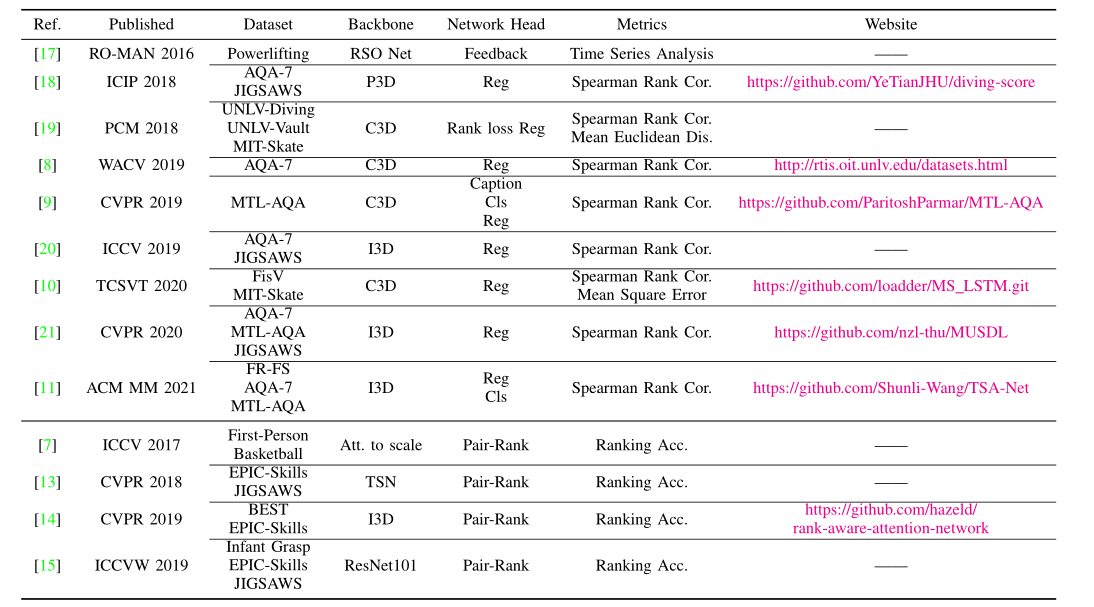 Ref. Published Dataset Backbone Network Head Metrics Website
[17] RO-MAN 2016 Powerlifting RSO Net Feedback Time Series Analysis ——
[18] ICIP 2018 AQA-7 P3D Reg Spearman Rank Cor. https://github.com/YeTianJHU/diving-score
JIGSAWS
[19] PCM 2018 UNLV-Diving C3D Rank loss Reg Spearman Rank Cor. ——
UNLV-Vault Mean Euclidean Dis.
MIT-Skate
[8] WACV 2019 AQA-7 C3D Reg Spearman Rank Cor. http://rtis.oit.unlv.edu/datasets.html
[9] CVPR 2019 MTL-AQA C3D Caption Spearman Rank Cor. https://github.com/ParitoshParmar/MTL-AQA
Cls
Reg
[20] ICCV 2019 AQA-7 I3D Reg Spearman Rank Cor. ——
JIGSAWS
[10] TCSVT 2020 FisV C3D Reg Spearman Rank Cor. https://github.com/loadder/MS_LSTM.git
MIT-Skate Mean Square Error
[21] CVPR 2020 AQA-7 I3D Reg Spearman Rank Cor. https://github.com/nzl-thu/MUSDL
MTL-AQA
JIGSAWS
[11] ACM MM 2021 FR-FS I3D Reg Spearman Rank Cor. https://github.com/Shunli-Wang/TSA-Net
AQA-7 Cls
MTL-AQA
[7] ICCV 2017 First-Person Att. to scale Pair-Rank Ranking Acc. ——
Basketball
[13] CVPR 2018 EPIC-Skills TSN Pair-Rank Ranking Acc. ——
JIGSAWS
[14] CVPR 2019 BEST I3D Pair-Rank Ranking Acc. https://github.com/hazeld/
EPIC-Skills rank-aware-attention-network
[15] ICCVW 2019 Infant Grasp ResNet101 Pair-Rank Ranking Acc. ——
EPIC-Skills
JIGSAWS